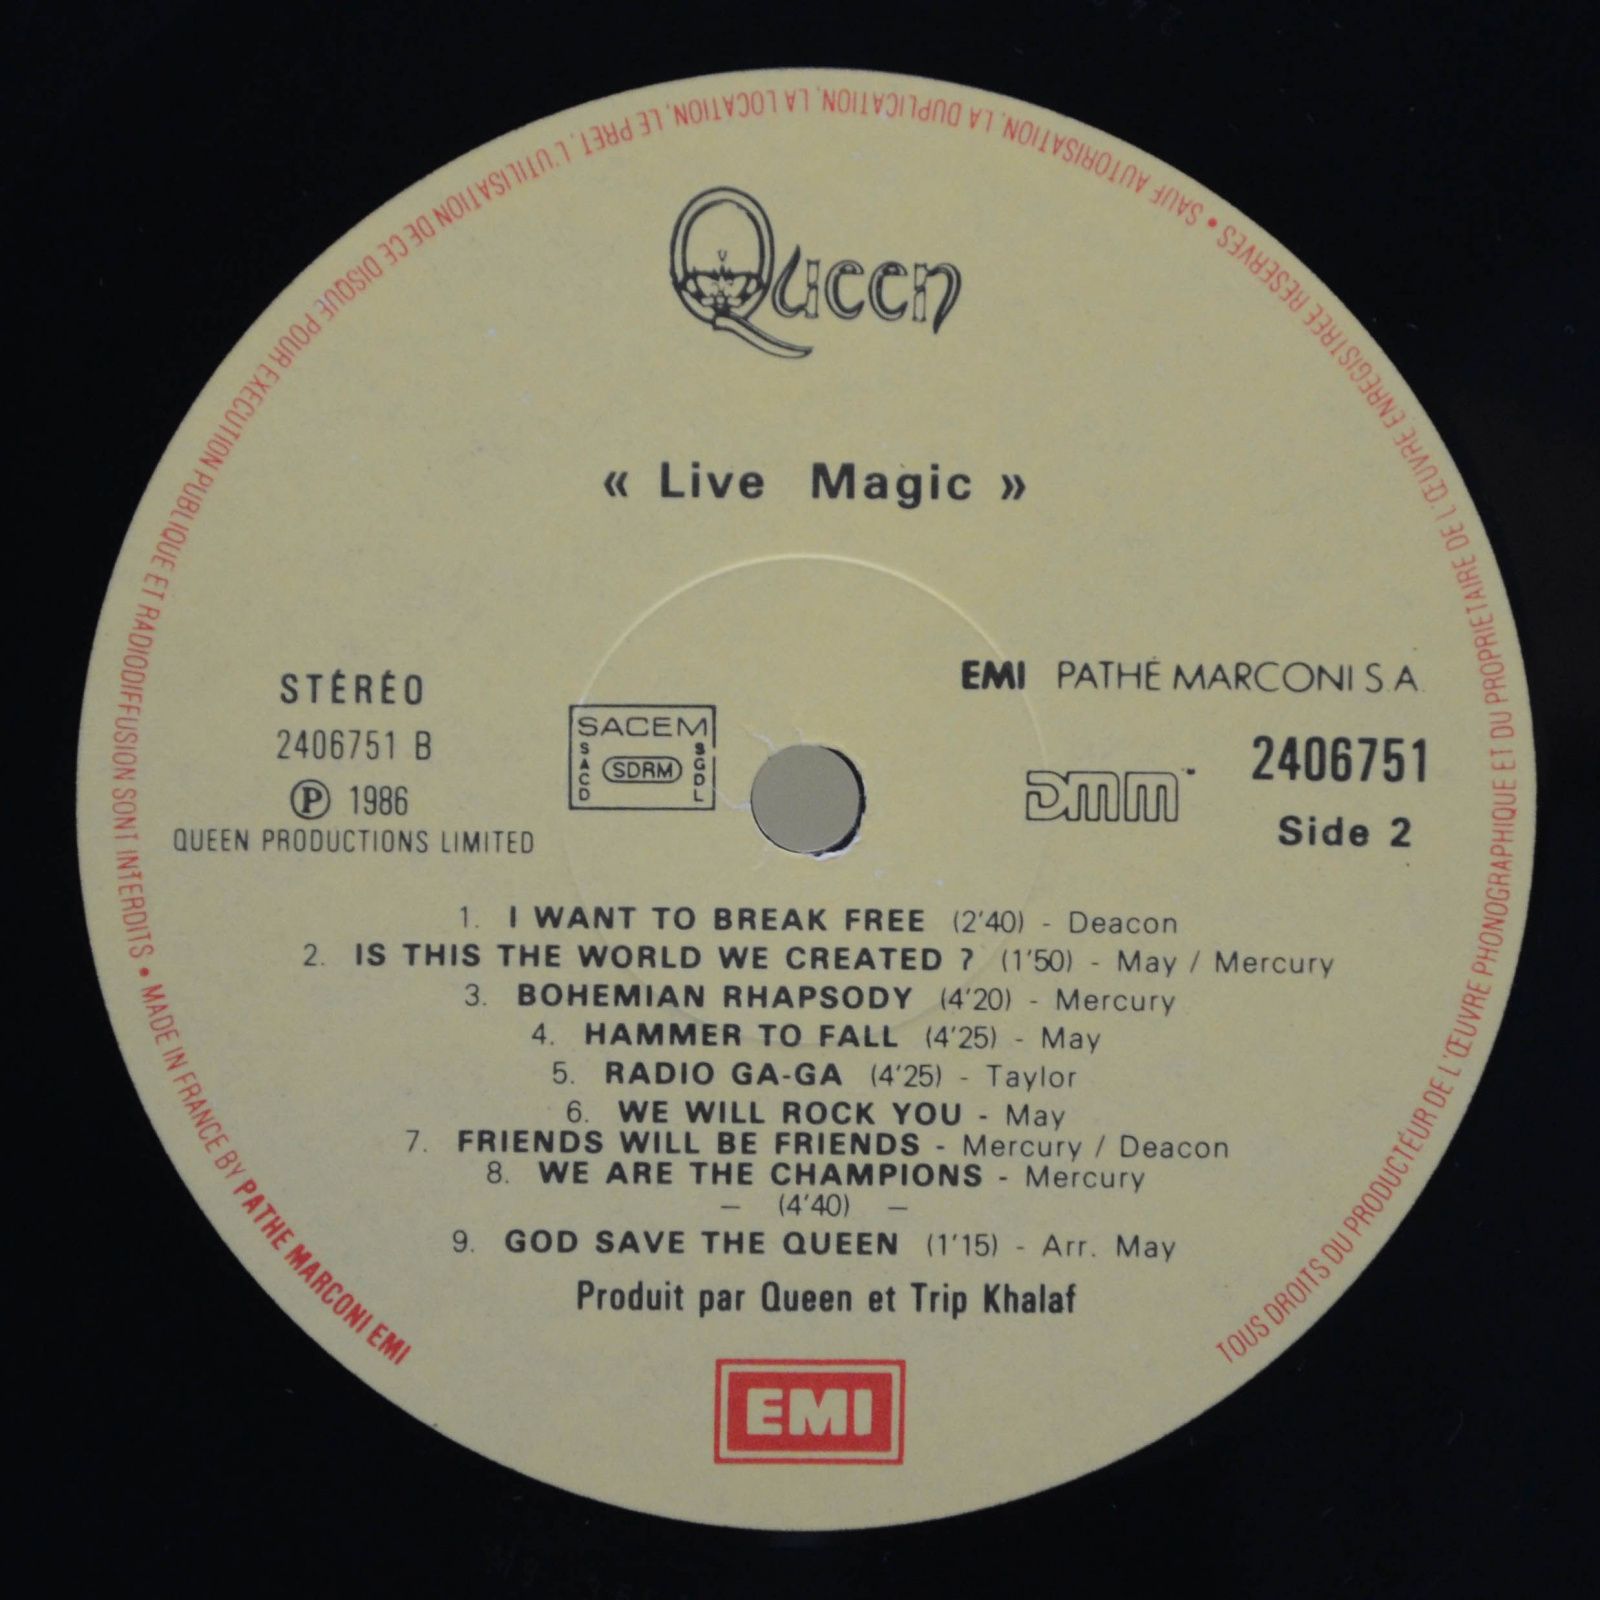 Queen
« Live Magic »
STÉRÉO
2406751 B
Ⓟ 1986
QUEEN PRODUCTIONS LIMITED
SACEM
SACD
SDRM
SGDL
EMI PATHÉ MARCONI S.A.
DMM
2406751
Side 2
1. I WANT TO BREAK FREE (2'40) - Deacon
2. IS THIS THE WORLD WE CREATED ? (1'50) - May / Mercury
3. BOHEMIAN RHAPSODY (4'20) - Mercury
4. HAMMER TO FALL (4'25) - May
5. RADIO GA-GA (4'25) - Taylor
6. WE WILL ROCK YOU - May
7. FRIENDS WILL BE FRIENDS - Mercury / Deacon
8. WE ARE THE CHAMPIONS - Mercury
— (4'40) —
9. GOD SAVE THE QUEEN (1'15) - Arr. May
Produit par Queen et Trip Khalaf
EMI
TOUS DROITS DU PRODUCTEUR DE L'ŒUVRE PHONOGRAPHIQUE ET DU PROPRIETAIRE DE L'ŒUVRE ENREGISTREE RESERVES • SAUF AUTORISATION, LA DUPLICATION, LA LOCATION, LE PRET, L'UTILISATION DE CE DISQUE POUR EXECUTION PUBLIQUE ET RADIODIFFUSION SONT INTERDITS • MADE IN FRANCE BY PATHE MARCONI EMI